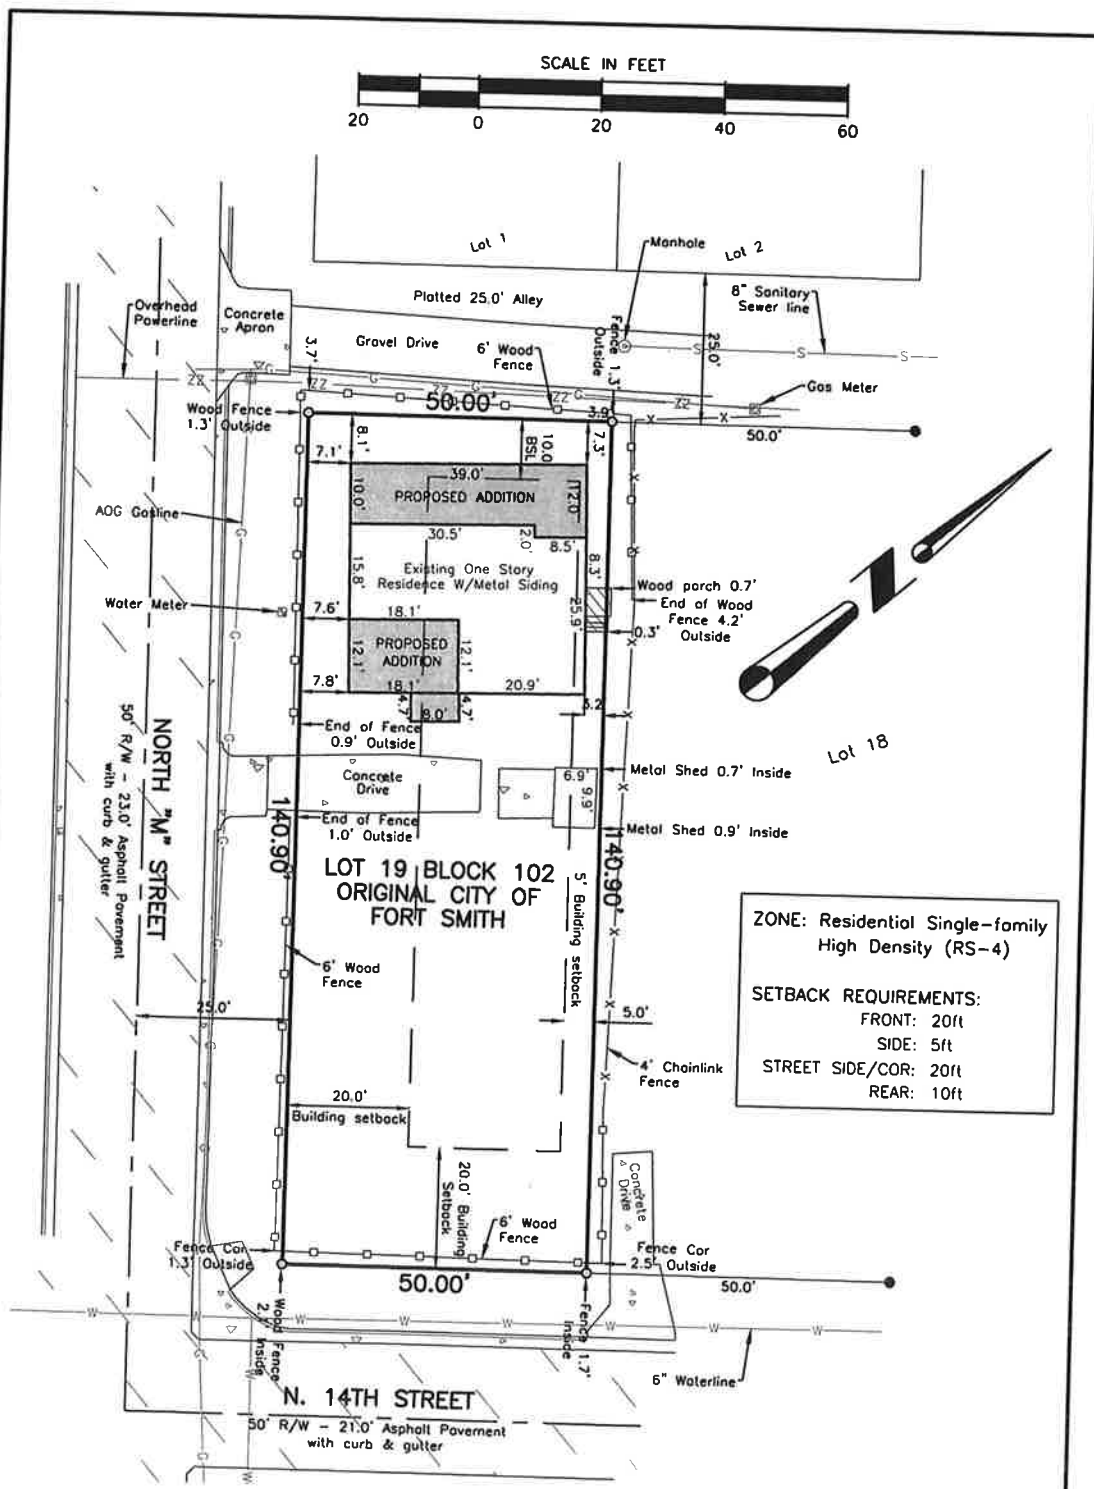 SCALE IN FEET
20 0 20 40 60
Lot 1
Manhole
Lot 2
Platted 25.0' Alley
8" Sanitary
Sewer line
Overhead
Powerline
Concrete
Apron
Gravel Drive
3.7'
6' Wood
Fence
Fence 1.3'
Outside
25.0'
S S S
Gas Meter
Wood Fence
1.3' Outside
50.00'
3.9'
50.0'
8.1'
10.0
BSL
7.3'
7.1'
39.0'
10.0'
PROPOSED ADDITION
12.0'
AOG Gasline
30.5'
2.0'
8.5'
15.8'
Existing One Story
Residence W/Metal Siding
8.3'
25.9'
Wood porch 0.7'
End of Wood
Fence 4.2'
Outside
0.3'
Water Meter
7.6'
18.1'
12.1'
PROPOSED
ADDITION
12.1'
7.8'
18.1'
20.9'
4.7'
8.0'
4.7'
End of Fence
0.9' Outside
Lot 18
Concrete
Drive
6.9'
9.9'
Metal Shed 0.7' Inside
End of Fence
1.0' Outside
Metal Shed 0.9' Inside
NORTH "M" STREET
50' R/W - 23.0' Asphalt Pavement
with curb & gutter
140.90'
140.90'
LOT 19 BLOCK 102
ORIGINAL CITY OF
FORT SMITH
5' Building setback
6' Wood
Fence
25.0'
5.0'
4' Chainlink
Fence
20.0'
Building setback
ZONE: Residential Single-family
High Density (RS-4)
SETBACK REQUIREMENTS:
FRONT: 20ft
SIDE: 5ft
STREET SIDE/COR: 20ft
REAR: 10ft
20.0' Building
Setback
Concrete
Drive
6' Wood
Fence
Fence Cor
1.3' Outside
Fence Cor
2.5' Outside
50.00'
50.0'
Wood Fence
Inside
Fence 1.7'
Inside
W W W W W W W
6" Waterline
N. 14TH STREET
50' R/W - 21.0' Asphalt Pavement
with curb & gutter